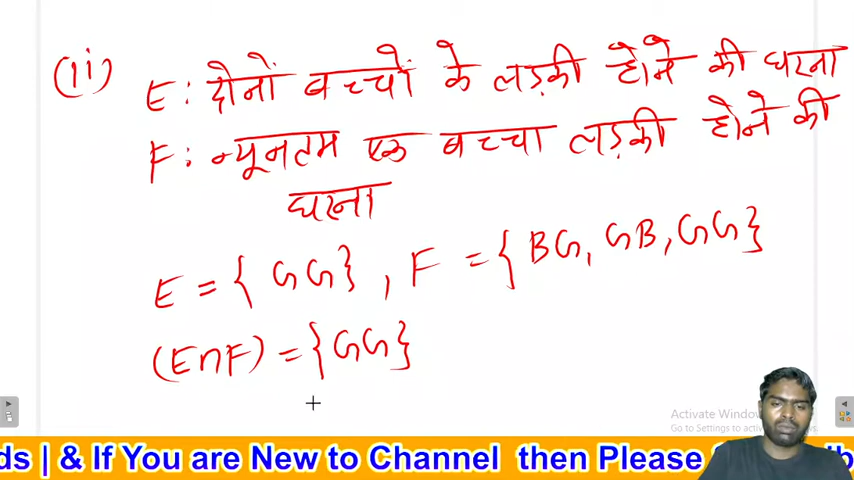 (ii) E : दोनों बच्चों के लड़की होने की घटना
F : न्यूनतम एक बच्चा लड़की होने की
घटना
E = { GG } , F = { BG, GB, GG }
(E∩F) = { GG }
Activate Window
Go to Settings to activ
ds | & If You are New to Channel then Please S